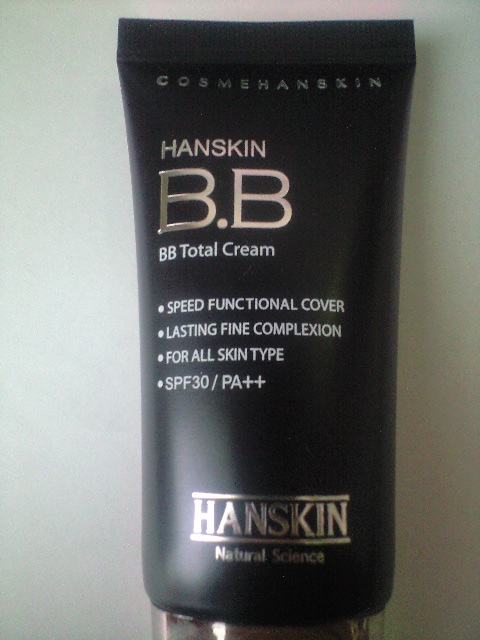 COSMEHANSKIN
HANSKIN
B.B
BB Total Cream
• SPEED FUNCTIONAL COVER
• LASTING FINE COMPLEXION
• FOR ALL SKIN TYPE
• SPF30 / PA++
HANSKIN
Natural Science